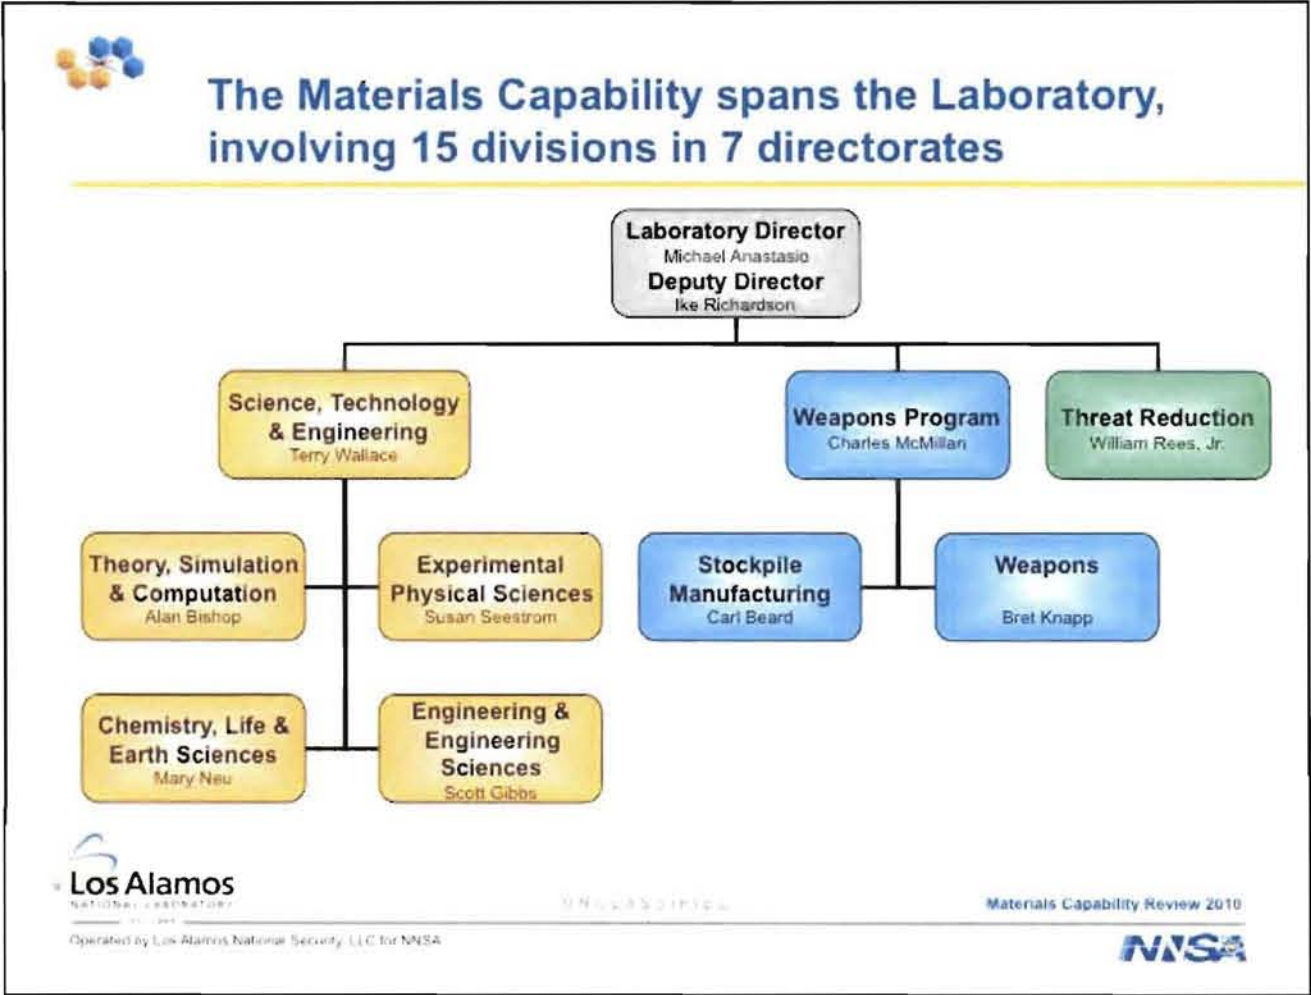 The Materials Capability spans the Laboratory,
involving 15 divisions in 7 directorates
Laboratory Director
Michael Anastasio
Deputy Director
Ike Richardson
Science, Technology
& Engineering
Terry Wallace
Weapons Program
Charles McMillan
Threat Reduction
William Rees, Jr.
Theory, Simulation
& Computation
Alan Bishop
Experimental
Physical Sciences
Susan Seestrom
Stockpile
Manufacturing
Carl Beard
Weapons
Bret Knapp
Chemistry, Life &
Earth Sciences
Mary Neu
Engineering &
Engineering
Sciences
Scott Gibbs
Los Alamos
NATIONAL LABORATORY
UNCLASSIFIED
Materials Capability Review 2010
Operated by Los Alamos National Security, LLC for NNSA
NNSA